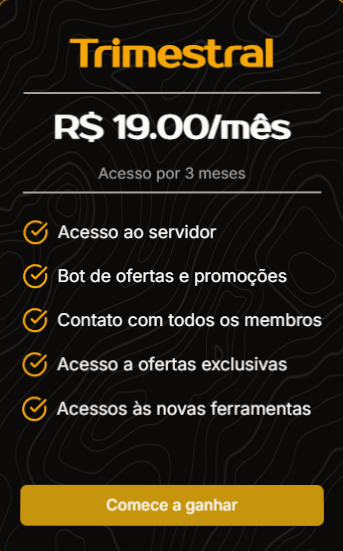 Trimestral
R$ 19.00/mês
Acesso por 3 meses
Acesso ao servidor
Bot de ofertas e promoções
Contato com todos os membros
Acesso a ofertas exclusivas
Acessos às novas ferramentas
Comece a ganhar